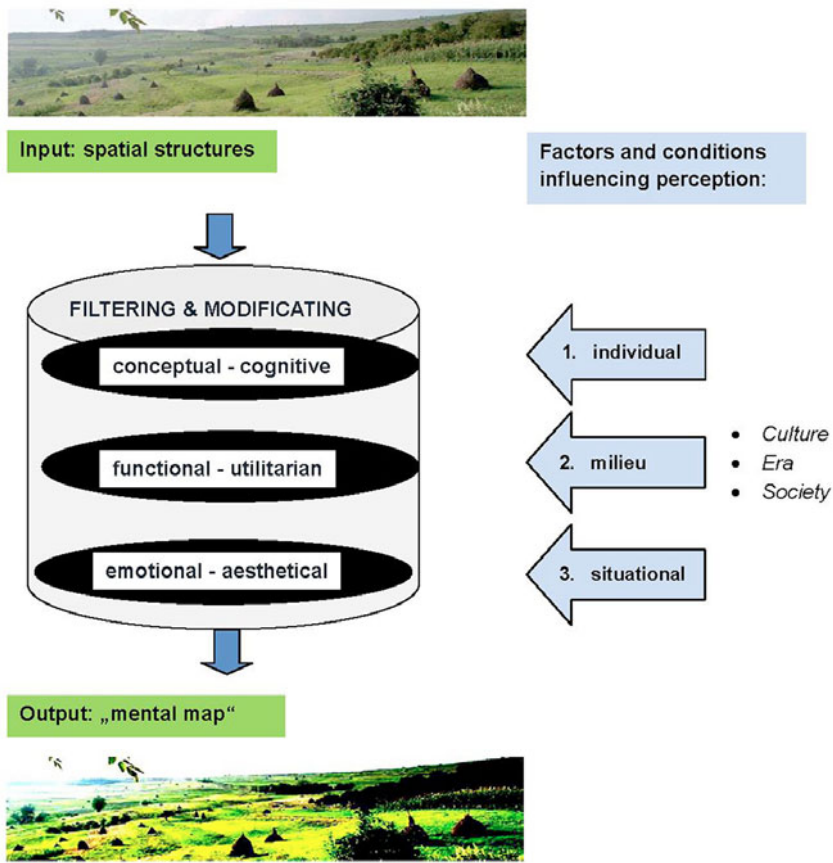 Input: spatial structures
Factors and conditions
influencing perception:
FILTERING & MODIFICATING
conceptual - cognitive
1. individual
functional - utilitarian
2. milieu
• Culture
• Era
• Society
emotional - aesthetical
3. situational
Output: „mental map“